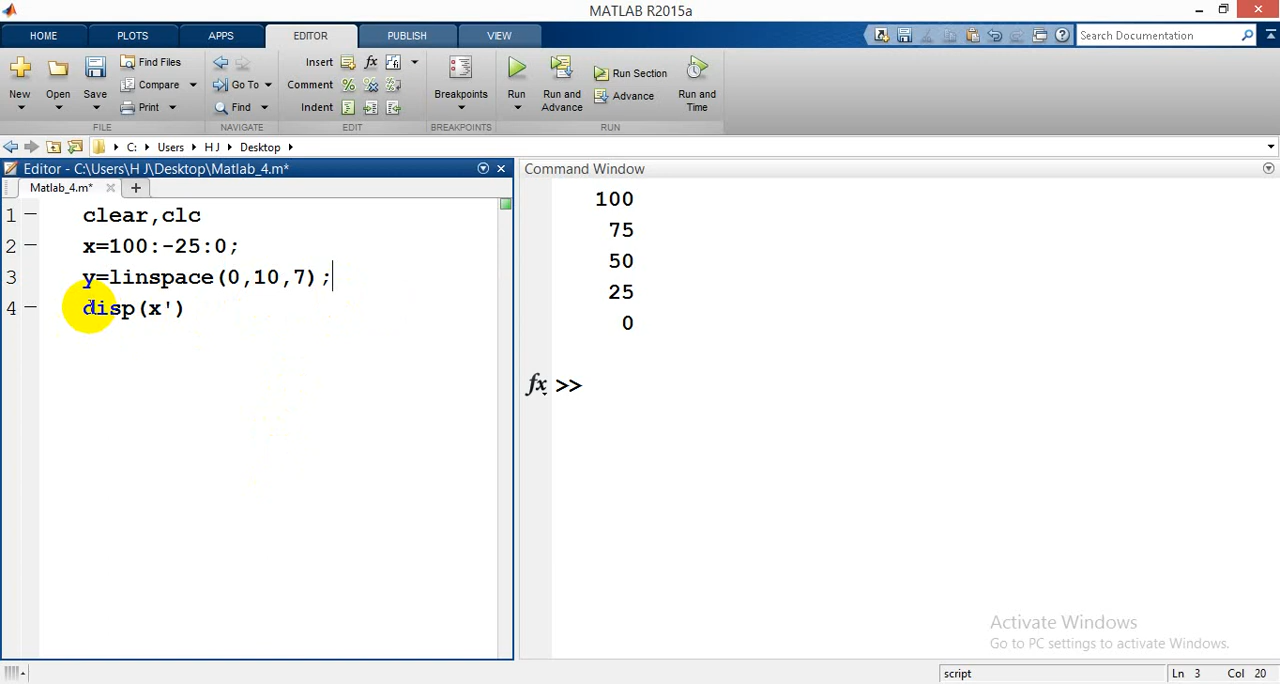 MATLAB R2015a
HOME PLOTS APPS EDITOR PUBLISH VIEW
Search Documentation
New Open Save
Find Files
Compare
Print
FILE
Go To
Find
NAVIGATE
Insert fx
Comment
Indent
EDIT
Breakpoints
BREAKPOINTS
Run
Run and Advance
Run Section
Advance
Run and Time
RUN
C: Users H J Desktop
Editor - C:\Users\H J\Desktop\Matlab_4.m*
Matlab_4.m*
1 clear,clc
2 x=100:-25:0;
3 y=linspace(0,10,7);
4 disp(x')
Command Window
100
75
50
25
0
fx >>
Activate Windows
Go to PC settings to activate Windows.
script Ln 3 Col 20